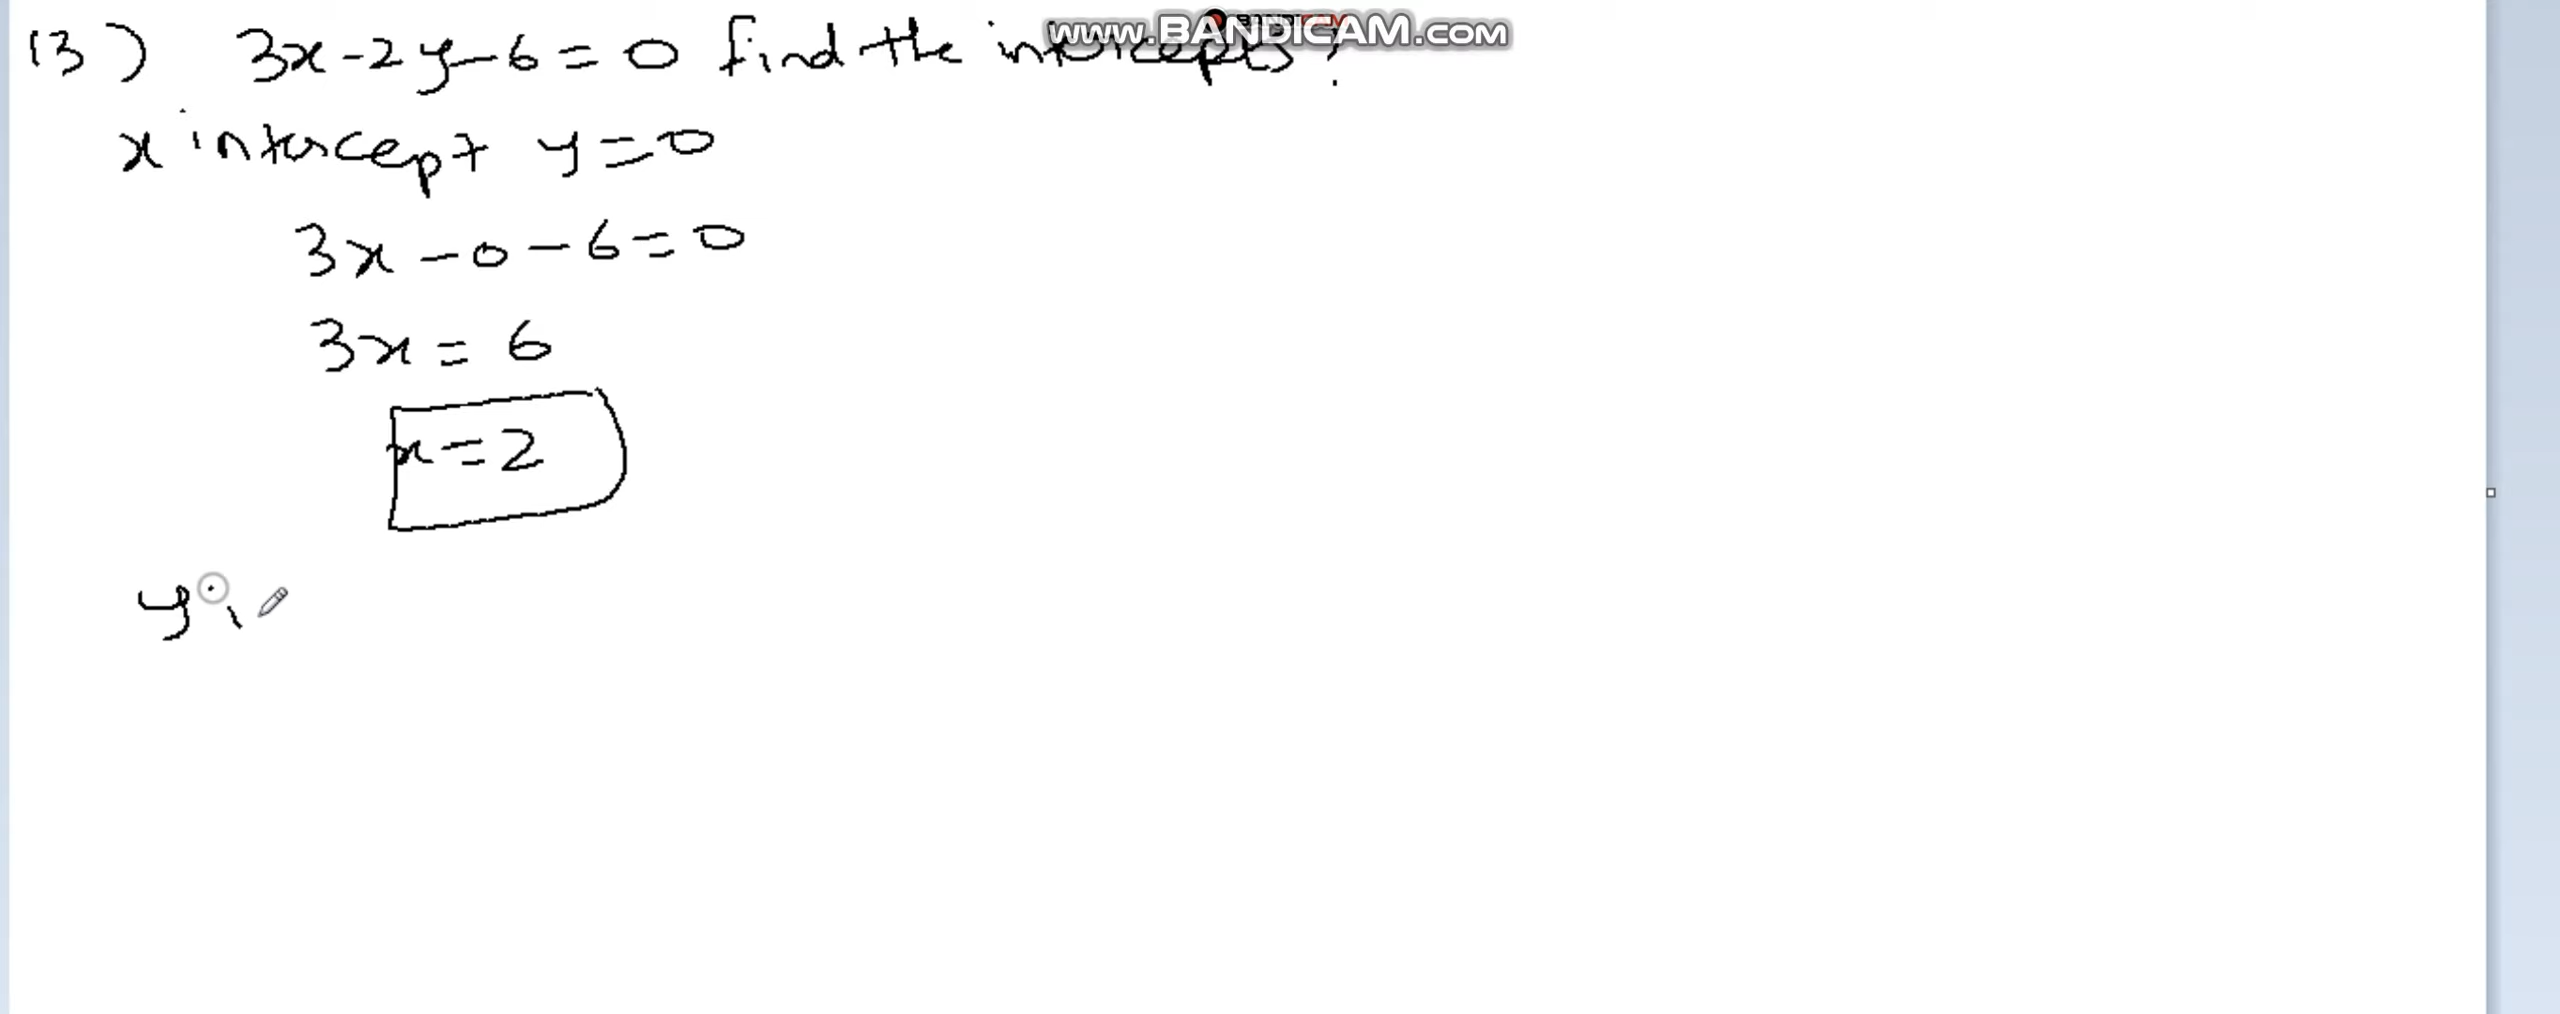 www.BANDICAM.com
13) 3x-2y-6=0 find the intercepts?
x intercept y=0
3x-0-6=0
3x=6
x=2
y i